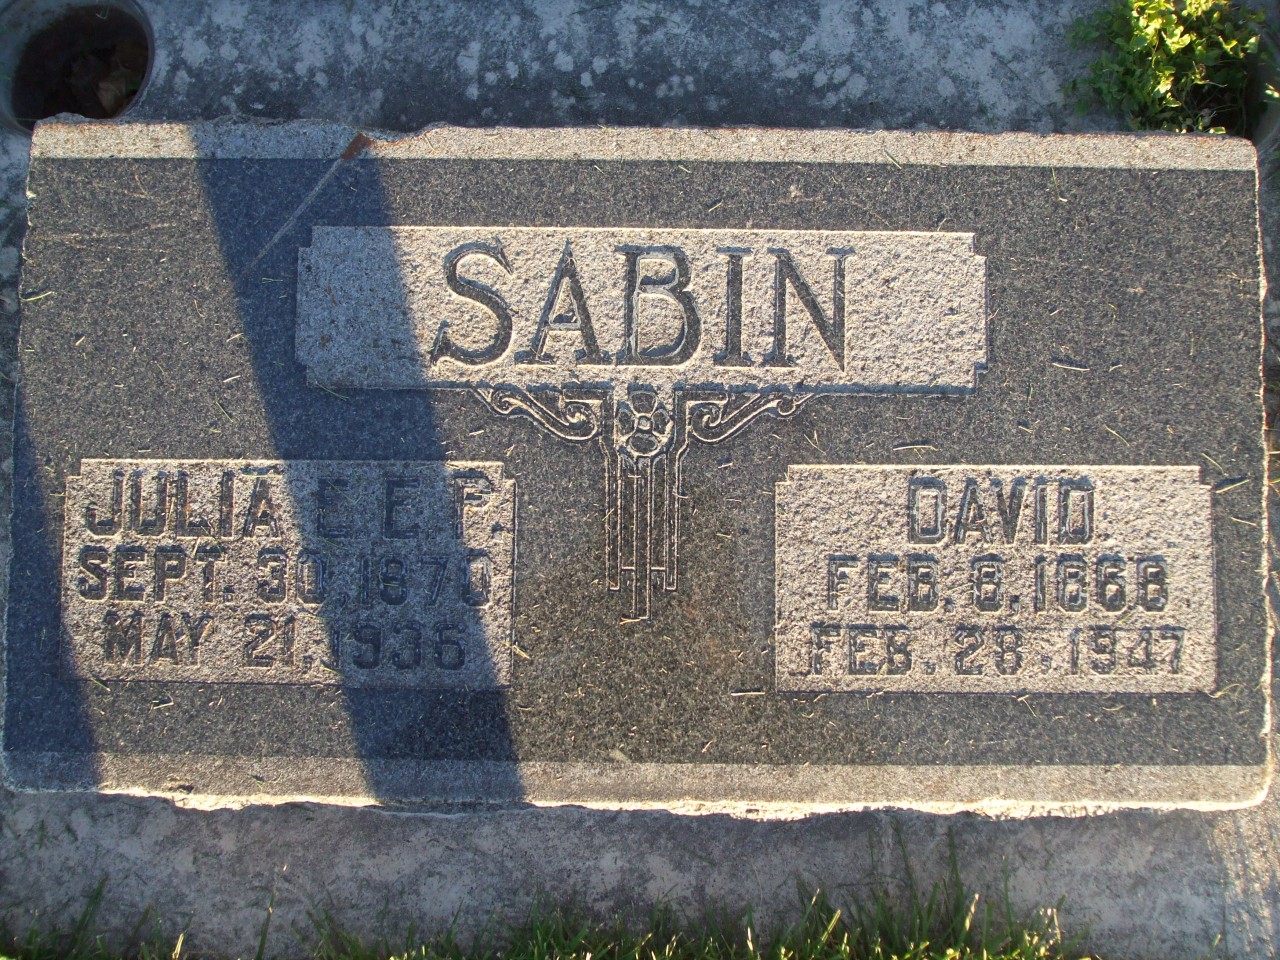 SABIN
JULIA E. E. P.
SEPT. 30, 1870
MAY 21, 1936
DAVID
FEB. 8, 1868
FEB. 28, 1947